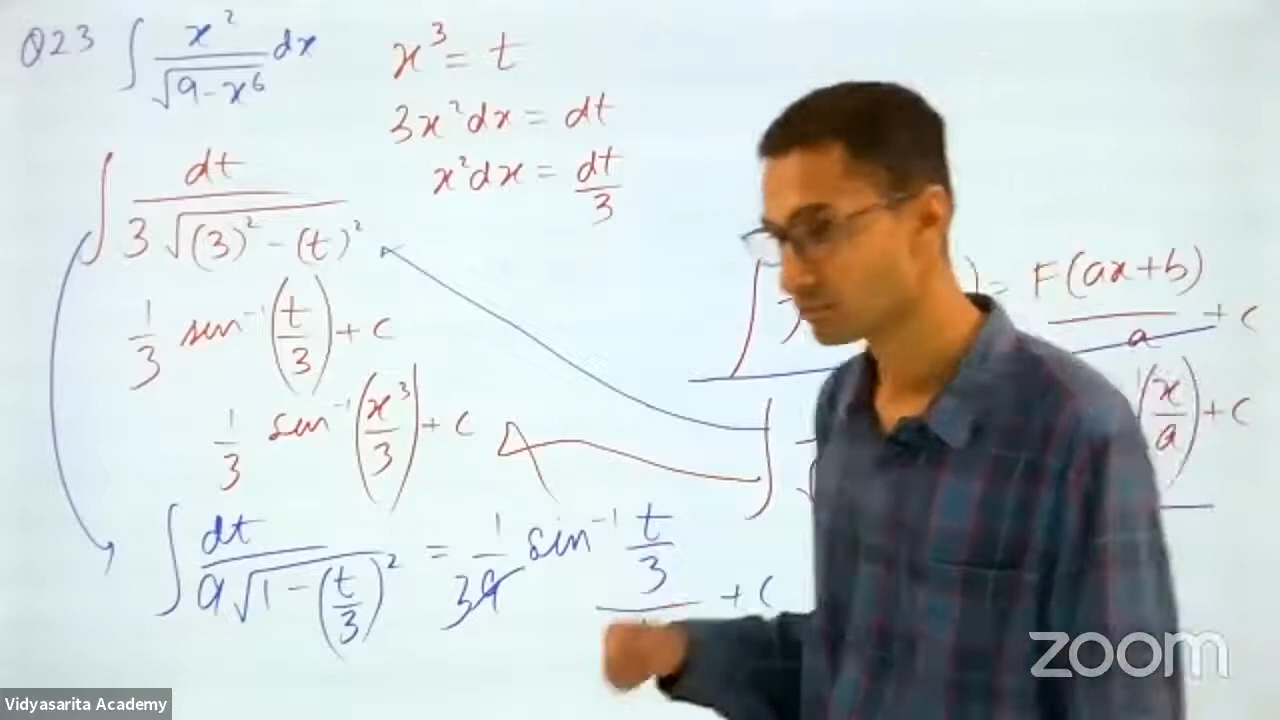 Q23 ∫ x² / √(9-x⁶) dx
x³ = t
3x²dx = dt
x²dx = dt/3
∫ dt / 3√((3)² - (t)²)
1/3 sin⁻¹(t/3) + c
1/3 sin⁻¹(x³/3) + c
∫ dt / 9√(1-(t/3)²) = 1/39 sin⁻¹ t/3 + c
∫ ) = F(ax+b)/a + c
∫ (x/a) + c
zoom
Vidyasarita Academy